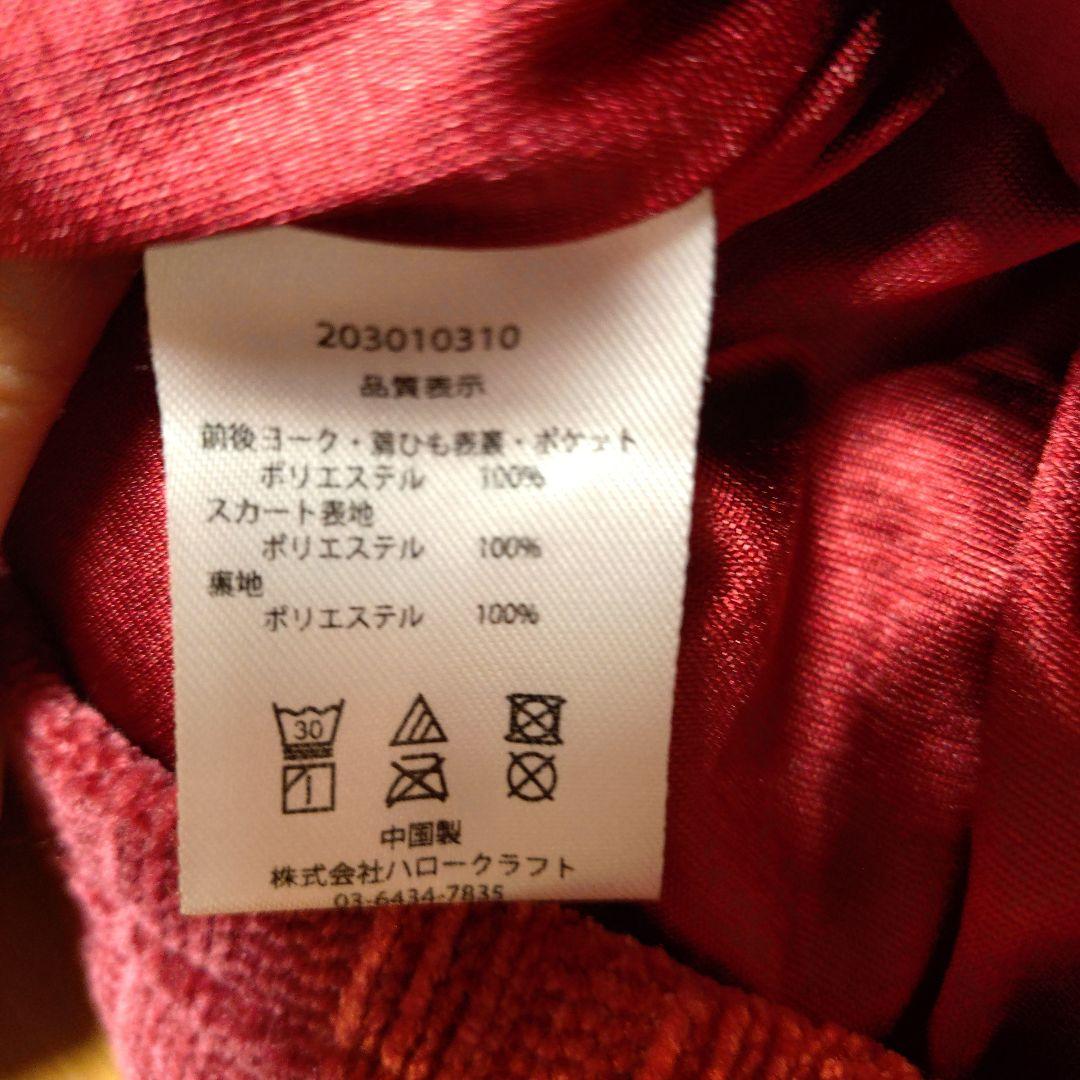 203010310
品質表示
前後ヨーク・肩ひも表裏・ポケット
ポリエステル 100%
スカート表地
ポリエステル 100%
裏地
ポリエステル 100%
30
中国製
株式会社ハロークラフト
03-6434-7835